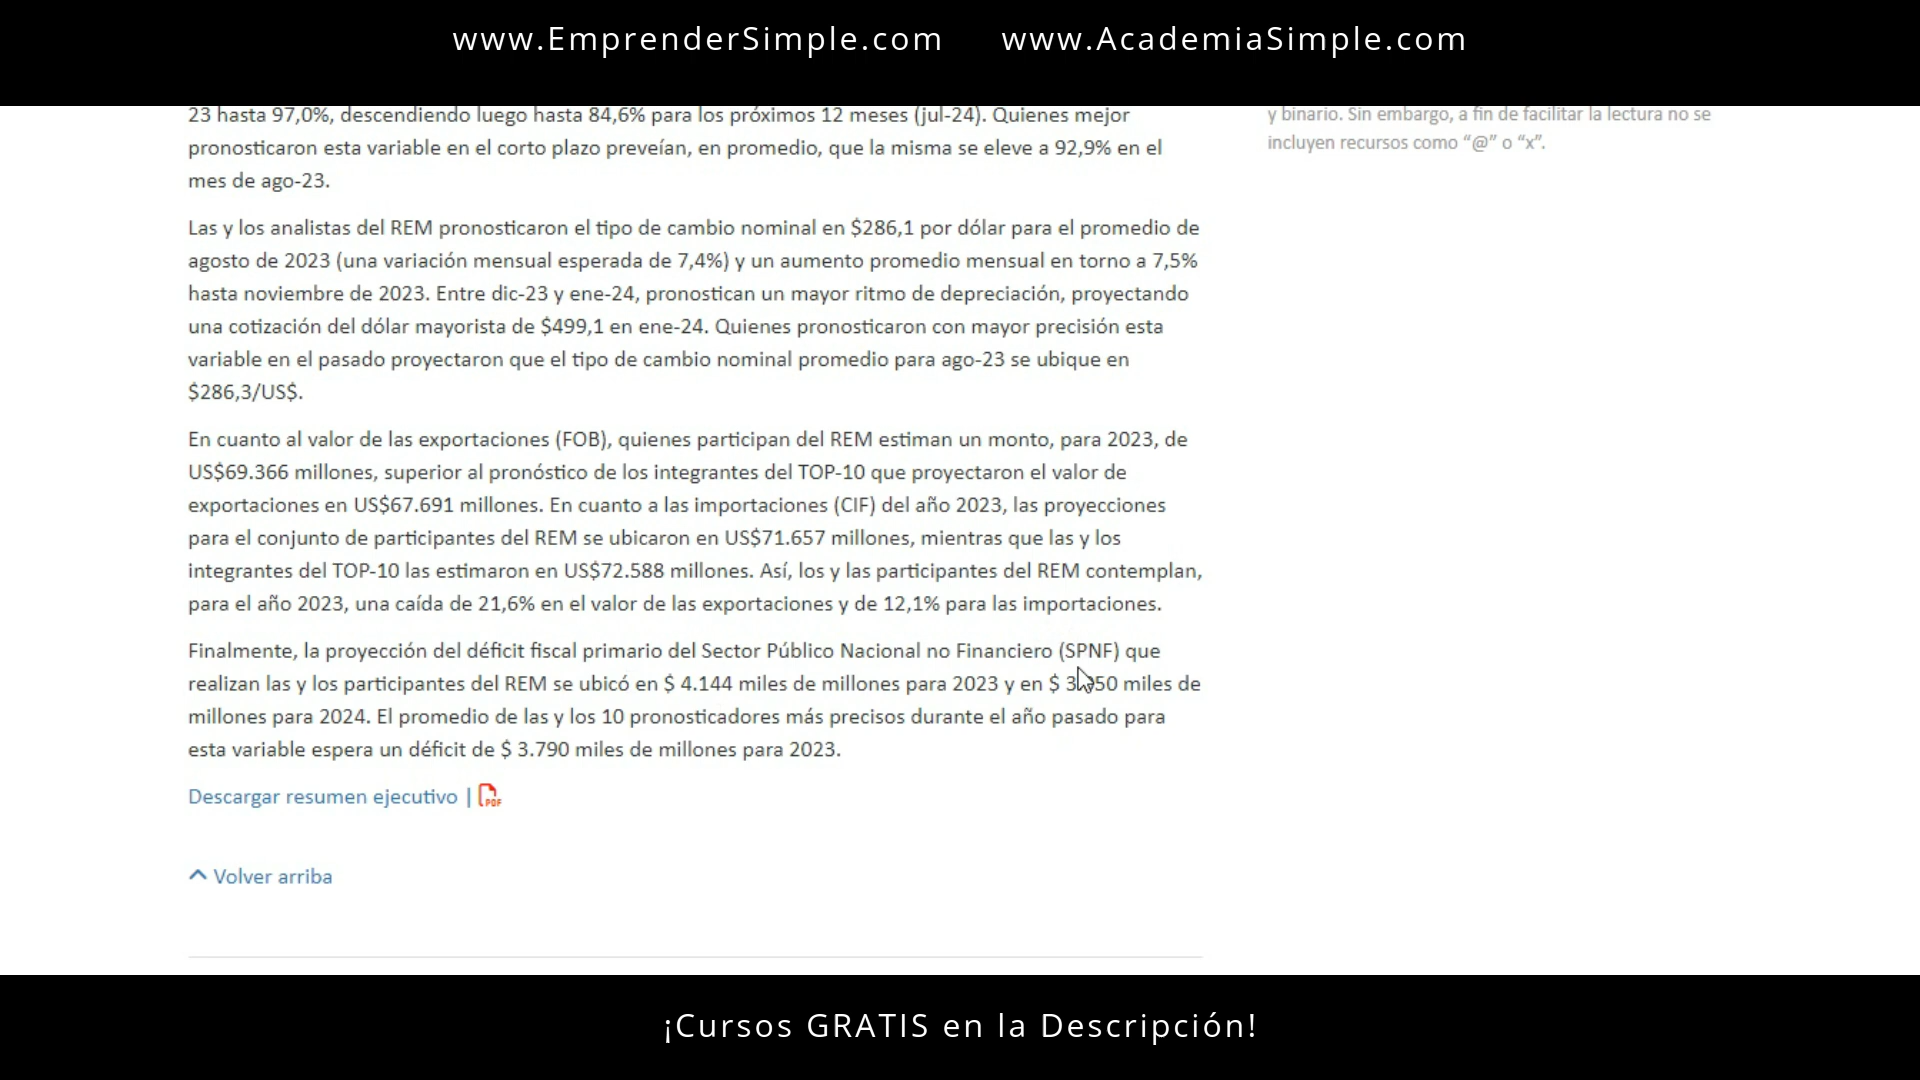 www.EmprenderSimple.com www.AcademiaSimple.com
23 hasta 97,0%, descendiendo luego hasta 84,6% para los próximos 12 meses (jul-24). Quienes mejor
pronosticaron esta variable en el corto plazo preveían, en promedio, que la misma se eleve a 92,9% en el
mes de ago-23.
Las y los analistas del REM pronosticaron el tipo de cambio nominal en $286,1 por dólar para el promedio de
agosto de 2023 (una variación mensual esperada de 7,4%) y un aumento promedio mensual en torno a 7,5%
hasta noviembre de 2023. Entre dic-23 y ene-24, pronostican un mayor ritmo de depreciación, proyectando
una cotización del dólar mayorista de $499,1 en ene-24. Quienes pronosticaron con mayor precisión esta
variable en el pasado proyectaron que el tipo de cambio nominal promedio para ago-23 se ubique en
$286,3/US$.
En cuanto al valor de las exportaciones (FOB), quienes participan del REM estiman un monto, para 2023, de
US$69.366 millones, superior al pronóstico de los integrantes del TOP-10 que proyectaron el valor de
exportaciones en US$67.691 millones. En cuanto a las importaciones (CIF) del año 2023, las proyecciones
para el conjunto de participantes del REM se ubicaron en US$71.657 millones, mientras que las y los
integrantes del TOP-10 las estimaron en US$72.588 millones. Así, los y las participantes del REM contemplan,
para el año 2023, una caída de 21,6% en el valor de las exportaciones y de 12,1% para las importaciones.
Finalmente, la proyección del déficit fiscal primario del Sector Público Nacional no Financiero (SPNF) que
realizan las y los participantes del REM se ubicó en $ 4.144 miles de millones para 2023 y en $ miles de
millones para 2024. El promedio de las y los 10 pronosticadores más precisos durante el año pasado para
esta variable espera un déficit de $ 3.790 miles de millones para 2023.
Descargar resumen ejecutivo | PDF
Volver arriba
y binario. Sin embargo, a fin de facilitar la lectura no se
incluyen recursos como “@” o “x”.
¡Cursos GRATIS en la Descripción!